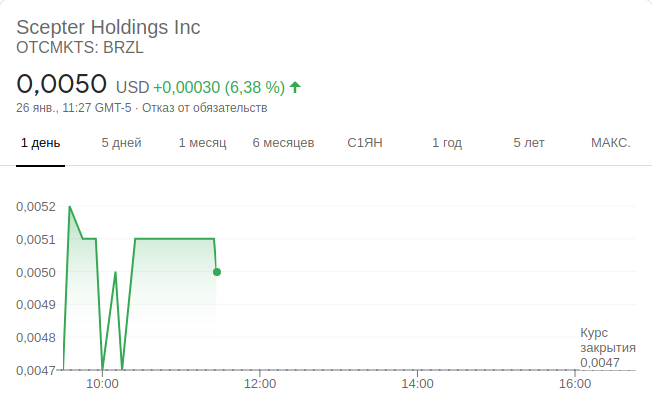 Scepter Holdings Inc
OTCMKTS: BRZL
0,0050 USD +0,00030 (6,38 %)
26 янв., 11:27 GMT-5 · Отказ от обязательств
1 день 5 дней 1 месяц 6 месяцев С1ЯН 1 год 5 лет МАКС.
0,0052
0,0051
0,0050
0,0049
0,0048
Курс
закрытия
0,0047 0,0047
10:00 12:00 14:00 16:00